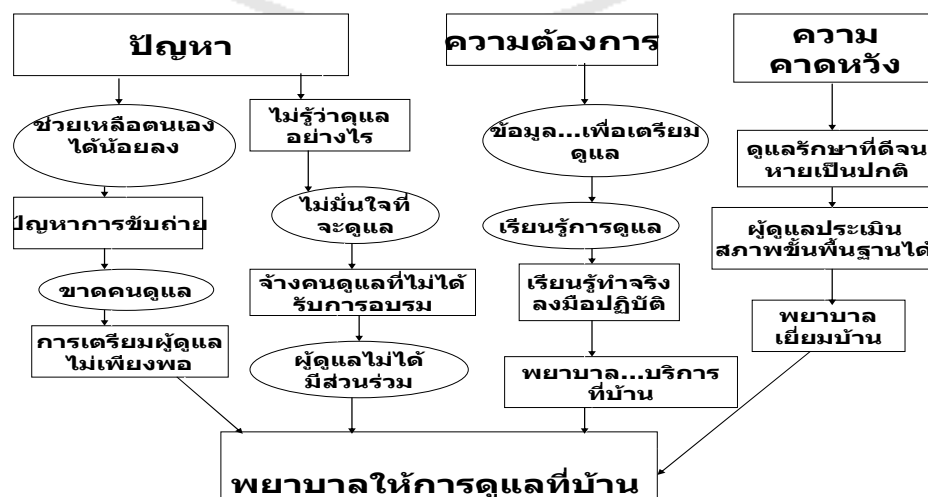 ปัญหา
ความต้องการ
ความ
คาดหวัง
ช่วยเหลือตนเอง
ได้น้อยลง
ไม่รู้ว่าดูแล
อย่างไร
ข้อมูล...เพื่อเตรียม
ดูแล
ดูแลรักษาที่ดีจน
หายเป็นปกติ
ปัญหาการขับถ่าย
ไม่มั่นใจที่
จะดูแล
เรียนรู้การดูแล
ผู้ดูแลประเมิน
สภาพขั้นพื้นฐานได้
ขาดคนดูแล
จ้างคนดูแลที่ไม่ได้
รับการอบรม
เรียนรู้ทำจริง
ลงมือปฏิบัติ
พยาบาล
เยี่ยมบ้าน
การเตรียมผู้ดูแล
ไม่เพียงพอ
ผู้ดูแลไม่ได้
มีส่วนร่วม
พยาบาล...บริการ
ที่บ้าน
พยาบาลให้การดูแลที่บ้าน